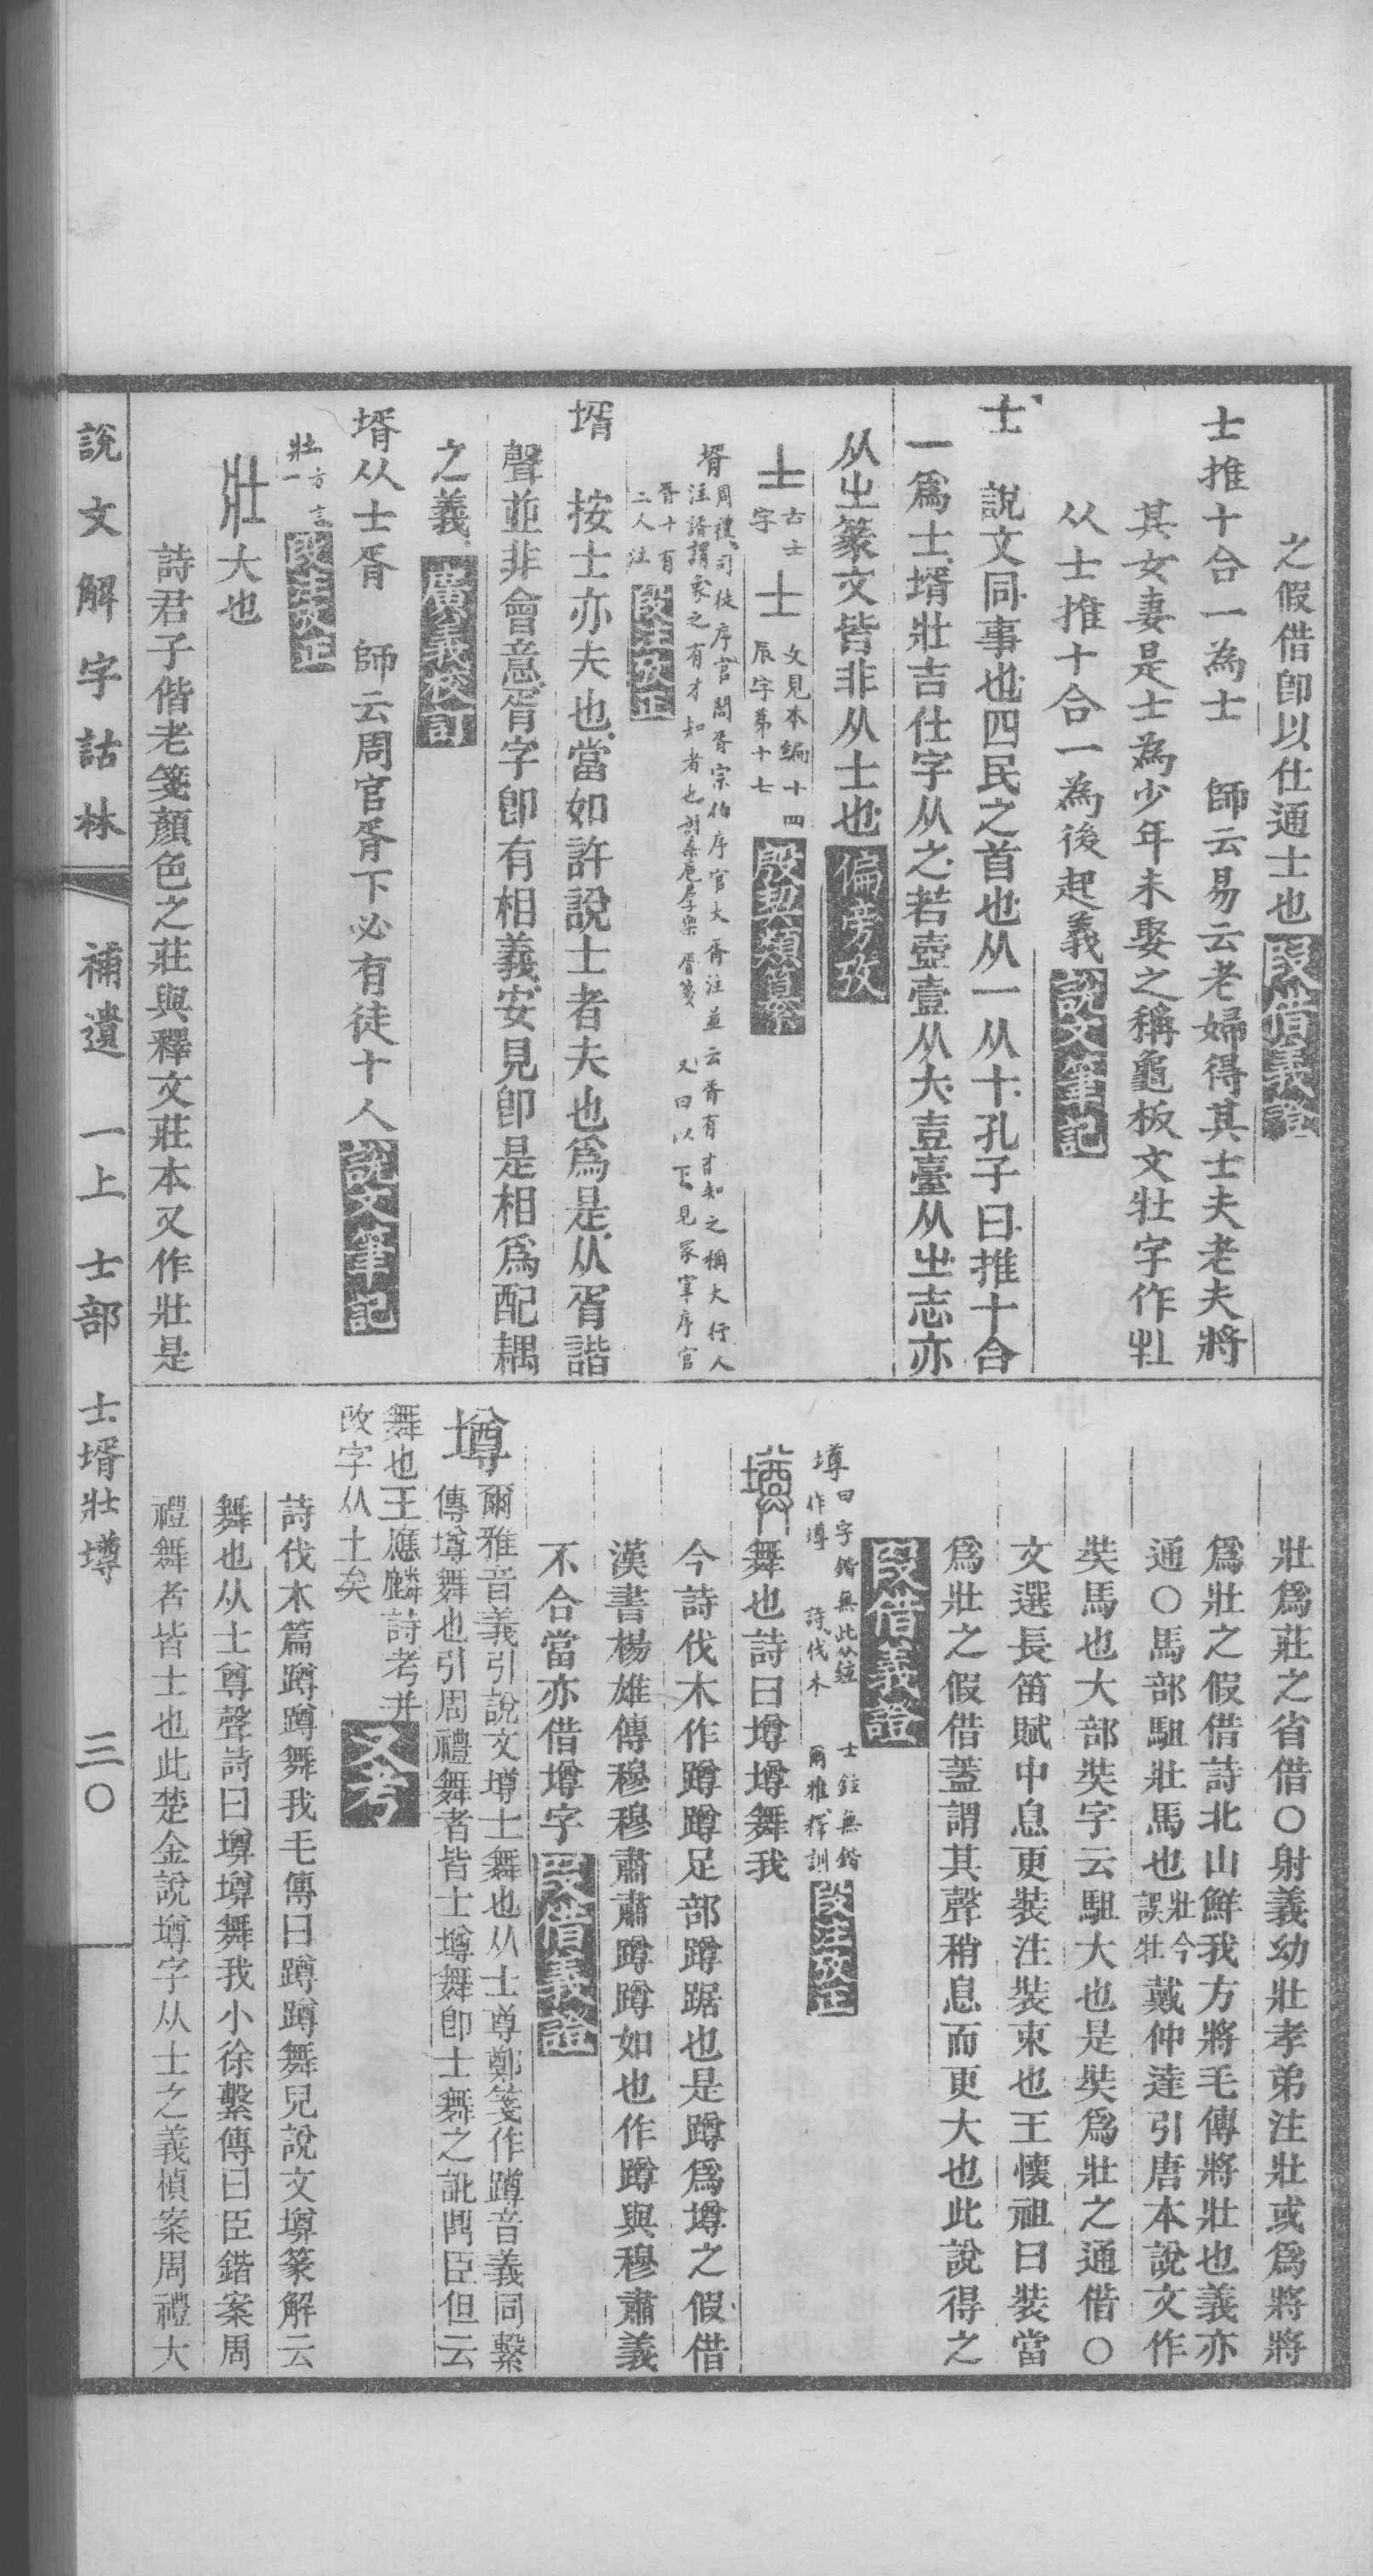 之假借卽以仕通士也叚借義證
士推十合一為士　師云易云老婦得其士夫老夫將
其女妻是士為少年未娶之稱龜板文壯字作牡
从士推十合一為後起義說文筆記
士　說文同事也四民之首也从一从十孔子曰推十合
一爲士壻壯吉仕字从之若壺壹从大壴臺从㞢志亦
从㞢篆文皆非从士也偏旁攷
士古士
字
士文見本編十四
辰字第十七
殷契類纂
壻周禮司徒序官閭胥宗伯序官大胥注並云胥有才知之稱大行人
注諝謂象之有才知者也詩桑扈君子樂胥箋　又曰以下見冢宰序官
胥十有
二人注
段注攷正
壻　按士亦夫也當如許說士者夫也爲是从胥諧
聲並非會意胥字卽有相義安見卽是相爲配耦
之義廣義校訂
壻从士胥　師云周官胥下必有徒十人說文筆記
壯方言
一
段注攷正
壯大也
詩君子偕老箋顏色之莊與釋文莊本又作壯是
壯爲莊之省借○射義幼壯孝弟注壯或爲將將
爲壯之假借詩北山鮮我方將毛傳將壯也義亦
通○馬部駔壯馬也壯今
誤牡
戴仲達引唐本說文作
奘馬也大部奘字云駔大也是奘爲壯之通借○
文選長笛賦中息更裝注裝束也王懷祖曰裝當
爲壯之假借蓋謂其聲稍息而更大也此說得之
叚借義證
壿曰字鍇無此从鉉　士鉉無鍇
作壿　詩伐木　爾雅釋訓
段注攷正
壿舞也詩曰壿壿舞我
今詩伐木作蹲蹲足部蹲踞也是蹲爲壿之假借
漢書楊雄傳穆穆肅肅蹲蹲如也作蹲與穆肅義
不合當亦借壿字叚借義證
壿爾雅音義引說文壿士舞也从士尊鄭箋作蹲音義同繫
傳壿舞也引周禮舞者皆士壿舞卽士舞之訛鬥臣但云
舞也王應麟詩考并
改字从土矣
又考
詩伐木篇蹲蹲舞我毛傳曰蹲蹲舞皃說文壿篆解云
舞也从士尊聲詩曰壿壿舞我小徐繫傳曰臣鍇案周
禮舞者皆士也此楚金說壿字从士之義楨案周禮大
說文解字詁林　補遺　一上　士部　士壻壯壿　三〇